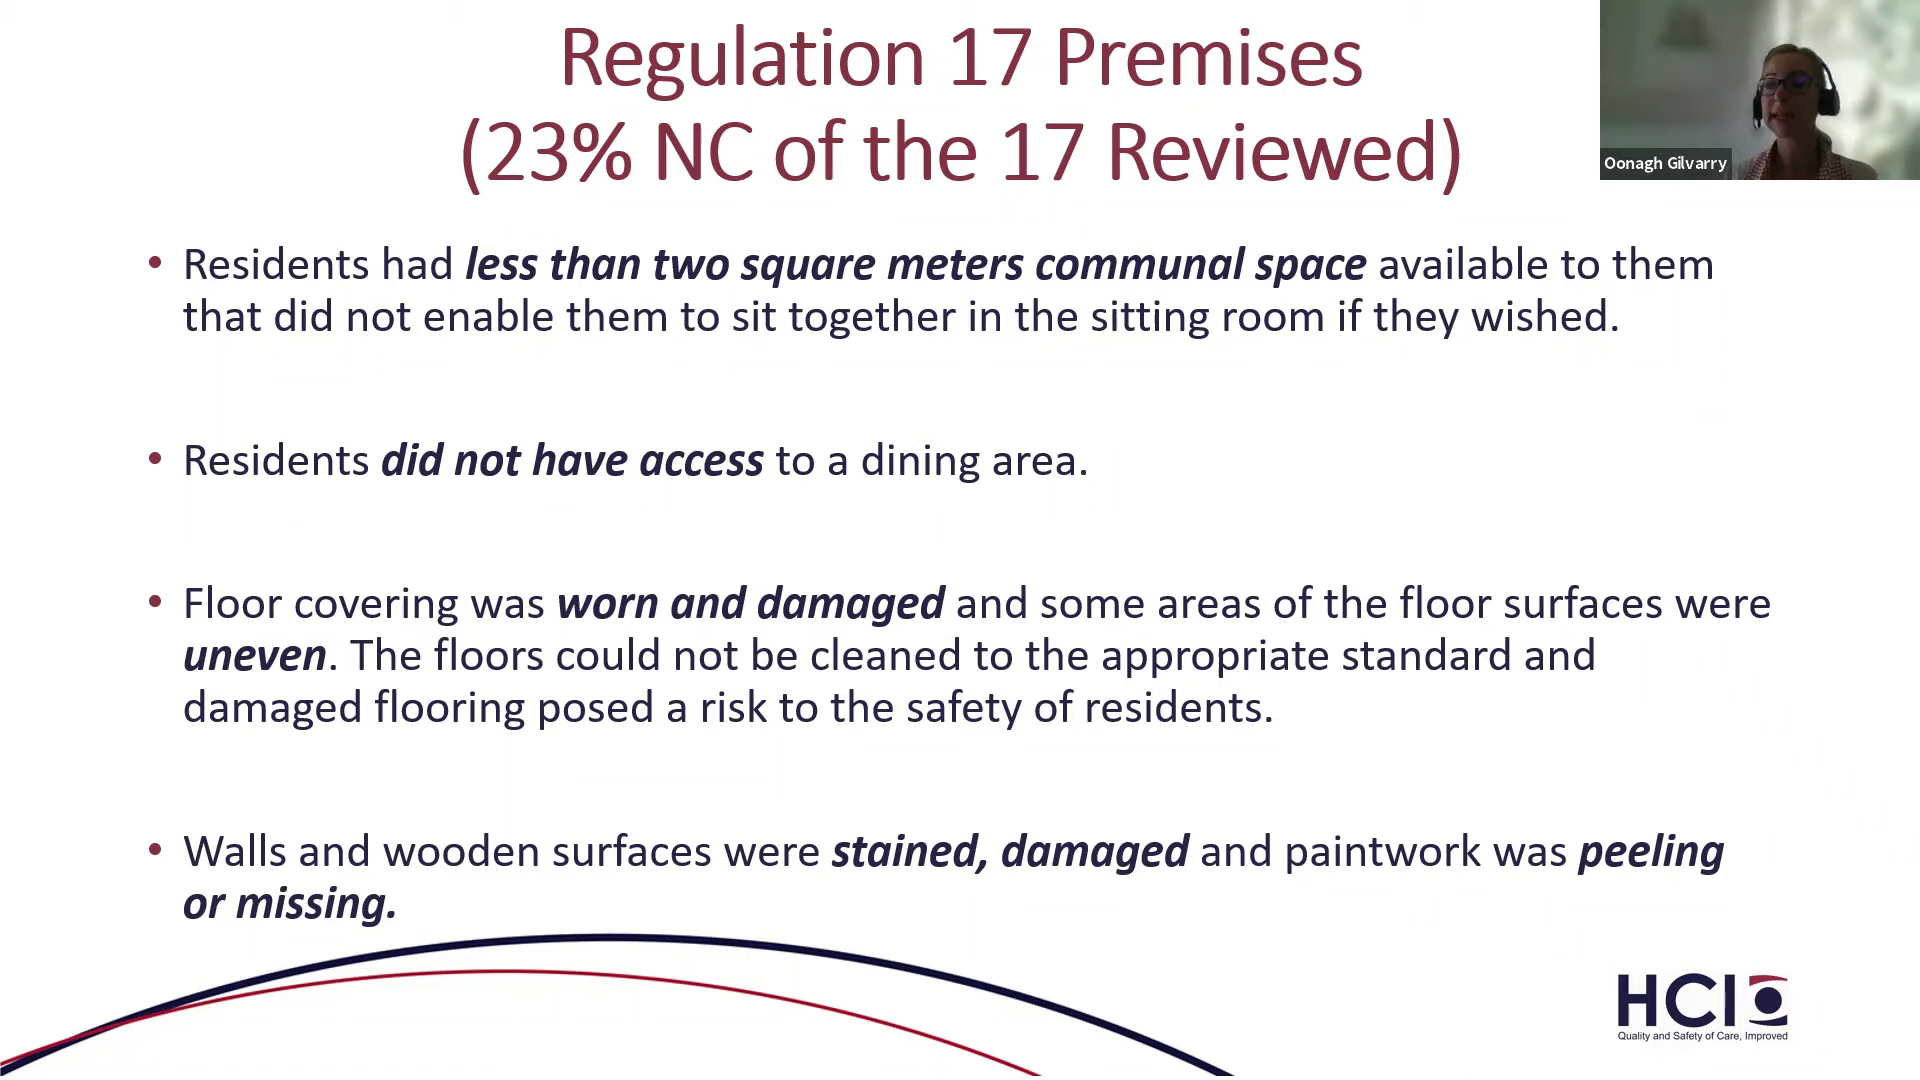 Regulation 17 Premises
(23% NC of the 17 Reviewed)
Oonagh Gilvarry
• Residents had less than two square meters communal space available to them
that did not enable them to sit together in the sitting room if they wished.
• Residents did not have access to a dining area.
• Floor covering was worn and damaged and some areas of the floor surfaces were
uneven. The floors could not be cleaned to the appropriate standard and
damaged flooring posed a risk to the safety of residents.
• Walls and wooden surfaces were stained, damaged and paintwork was peeling
or missing.
HCI
Quality and Safety of Care, Improved